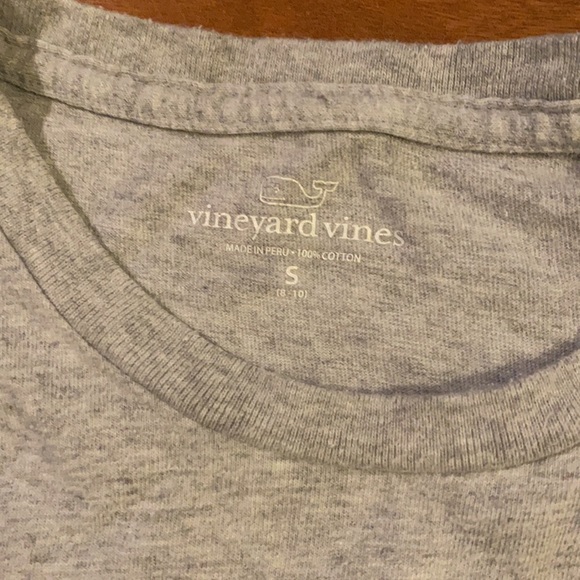 vineyard vines
MADE IN PERU • 100% COTTON
S
(8-10)